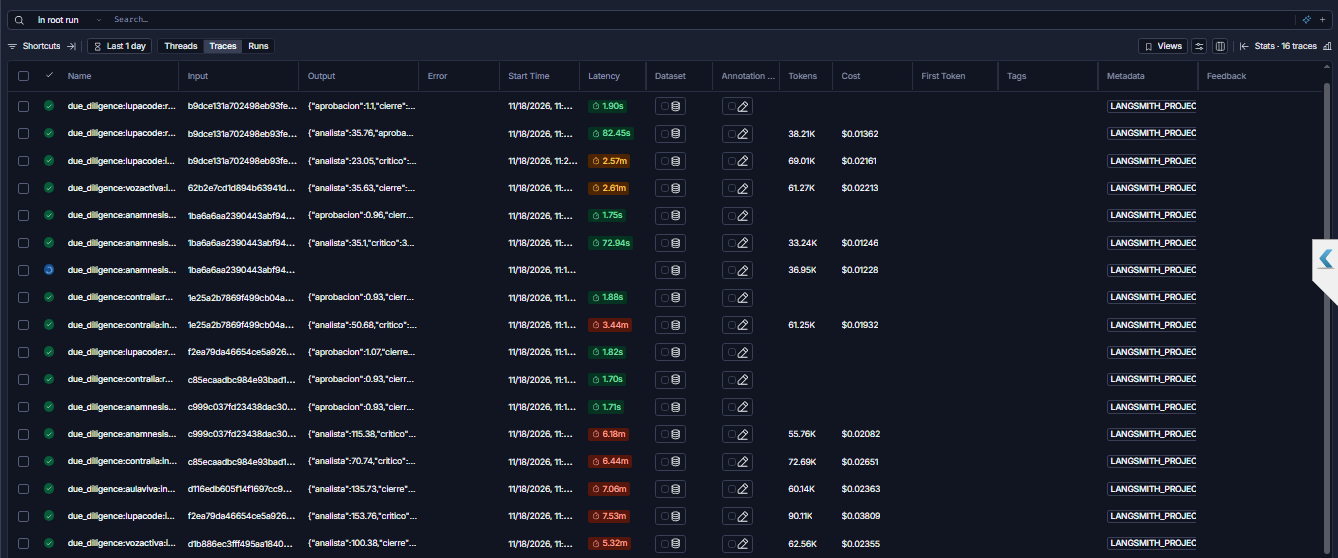 In root run Search...
Shortcuts Last 1 day Threads Traces Runs Views Stats · 16 traces
Name Input Output Error Start Time Latency Dataset Annotation ... Tokens Cost First Token Tags Metadata Feedback
due_diligence:lupacode:r... b9dce131a702498eb93fe... {"aprobacion":1.1,"cierre":... 11/18/2026, 11:... 1.90s LANGSMITH_PROJEC
due_diligence:lupacode:r... b9dce131a702498eb93fe... {"analista":35.76,"aproba... 11/18/2026, 11:... 82.45s 38.21K $0.01362 LANGSMITH_PROJEC
due_diligence:lupacode:i... b9dce131a702498eb93fe... {"analista":23.05,"critico":... 11/18/2026, 11:2... 2.57m 69.01K $0.02161 LANGSMITH_PROJEC
due_diligence:vozactiva:i... 62b2e7cd1d894b63941d... {"analista":35.63,"cierre":... 11/18/2026, 11:... 2.61m 61.27K $0.02213 LANGSMITH_PROJEC
due_diligence:anamnesis... 1ba6a6aa2390443abf94... {"aprobacion":0.96,"cierr... 11/18/2026, 11:1... 1.75s LANGSMITH_PROJEC
due_diligence:anamnesis... 1ba6a6aa2390443abf94... {"analista":35.1,"critico":3... 11/18/2026, 11:1... 72.94s 33.24K $0.01246 LANGSMITH_PROJEC
due_diligence:anamnesis... 1ba6a6aa2390443abf94... 11/18/2026, 11:1... 36.95K $0.01228 LANGSMITH_PROJEC
due_diligence:contralia:r... 1e25a2b7869f499cb04a... {"aprobacion":0.93,"cierr... 11/18/2026, 11:1... 1.88s LANGSMITH_PROJEC
due_diligence:contralia:in... 1e25a2b7869f499cb04a... {"analista":50.68,"critico":... 11/18/2026, 11:1... 3.44m 61.25K $0.01932 LANGSMITH_PROJEC
due_diligence:lupacode:r... f2ea79da46654ce5a926... {"aprobacion":1.07,"cierre... 11/18/2026, 11:1... 1.82s LANGSMITH_PROJEC
due_diligence:contralia:r... c85ecaadbc984e93bad1... {"aprobacion":0.93,"cierr... 11/18/2026, 11:1... 1.70s LANGSMITH_PROJEC
due_diligence:anamnesis... c999c037fd23438dac30... {"aprobacion":0.93,"cierr... 11/18/2026, 11:1... 1.71s LANGSMITH_PROJEC
due_diligence:anamnesis... c999c037fd23438dac30... {"analista":115.38,"critico"... 11/18/2026, 11:... 6.18m 55.76K $0.02082 LANGSMITH_PROJEC
due_diligence:contralia:in... c85ecaadbc984e93bad1... {"analista":70.74,"critico":... 11/18/2026, 11:... 6.44m 72.69K $0.02651 LANGSMITH_PROJEC
due_diligence:aulaviva:in... d116edb605f14f1697cc9... {"analista":135.73,"cierre"... 11/18/2026, 11:... 7.06m 60.14K $0.02363 LANGSMITH_PROJEC
due_diligence:lupacode:i... f2ea79da46654ce5a926... {"analista":153.76,"critico... 11/18/2026, 11:... 7.53m 90.11K $0.03809 LANGSMITH_PROJEC
due_diligence:vozactiva:i... d1b886ec3fff495aa1840... {"analista":100.38,"cierre... 11/18/2026, 11:... 5.32m 62.56K $0.02355 LANGSMITH_PROJEC